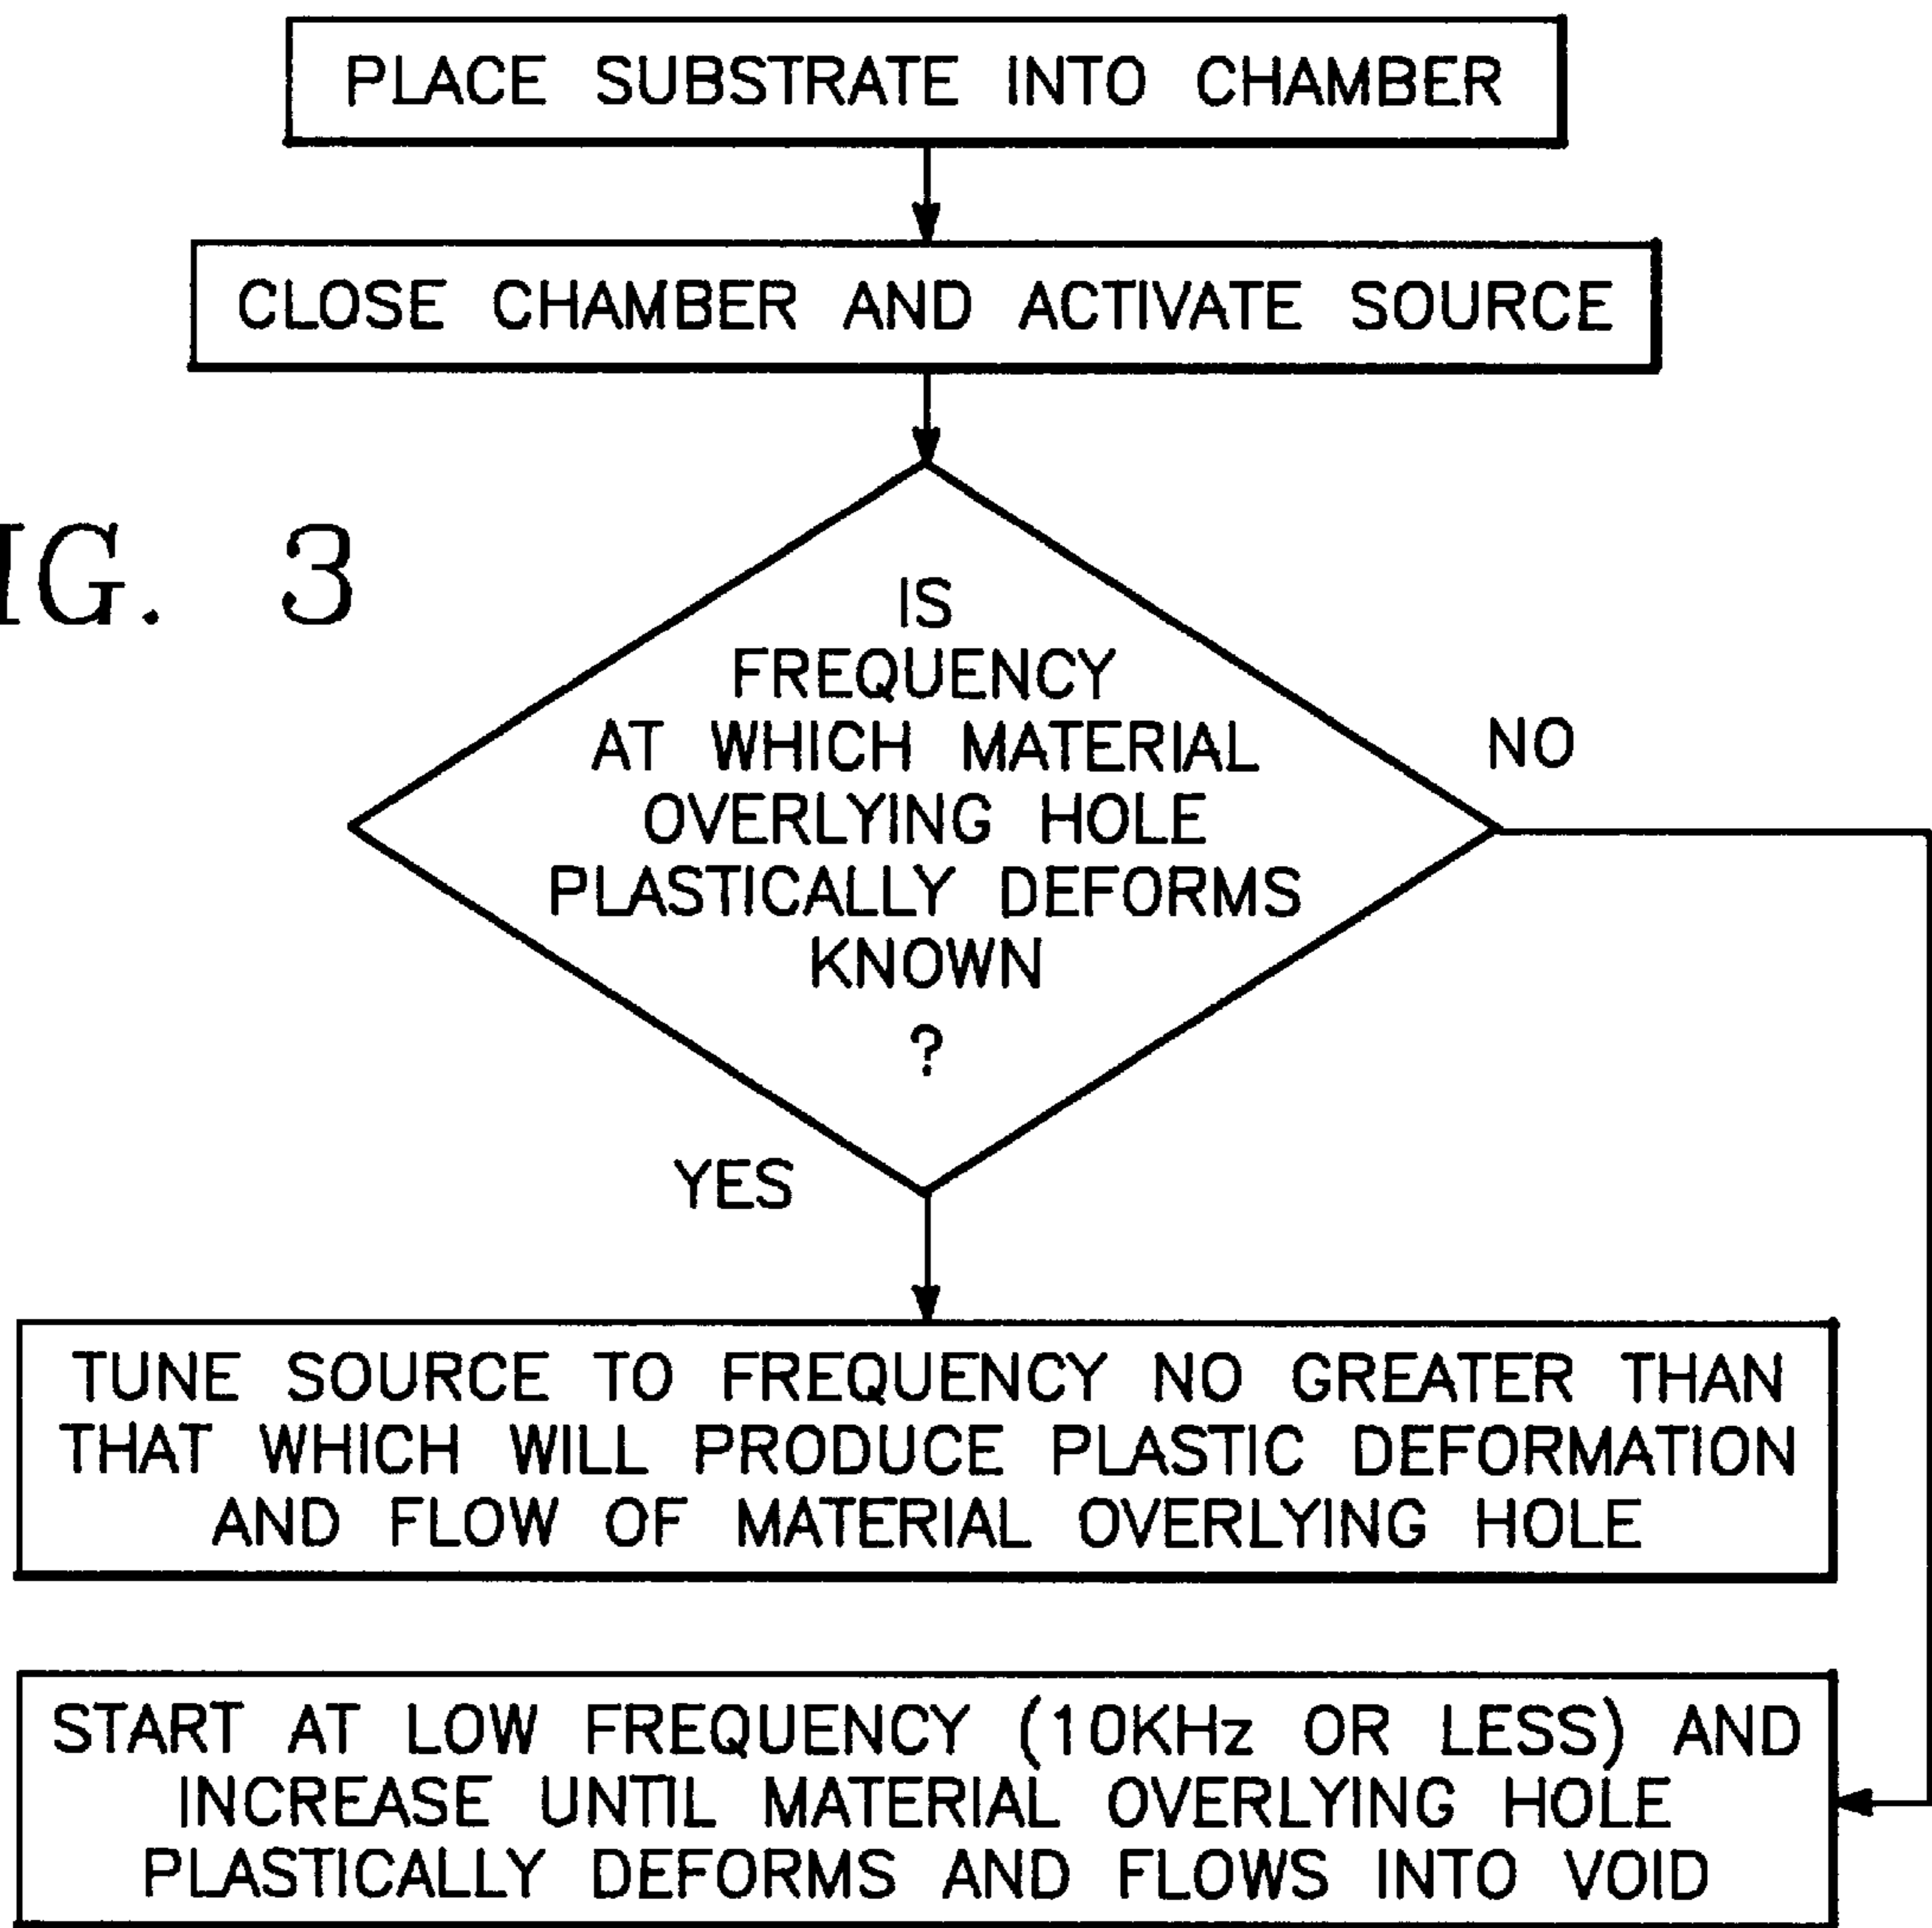 PLACE SUBSTRATE INTO CHAMBER
CLOSE CHAMBER AND ACTIVATE SOURCE
IG. 3
IS
FREQUENCY
AT WHICH MATERIAL
OVERLYING HOLE
PLASTICALLY DEFORMS
KNOWN
?
NO
YES
TUNE SOURCE TO FREQUENCY NO GREATER THAN
THAT WHICH WILL PRODUCE PLASTIC DEFORMATION
AND FLOW OF MATERIAL OVERLYING HOLE
START AT LOW FREQUENCY (10KHz OR LESS) AND
INCREASE UNTIL MATERIAL OVERLYING HOLE
PLASTICALLY DEFORMS AND FLOWS INTO VOID